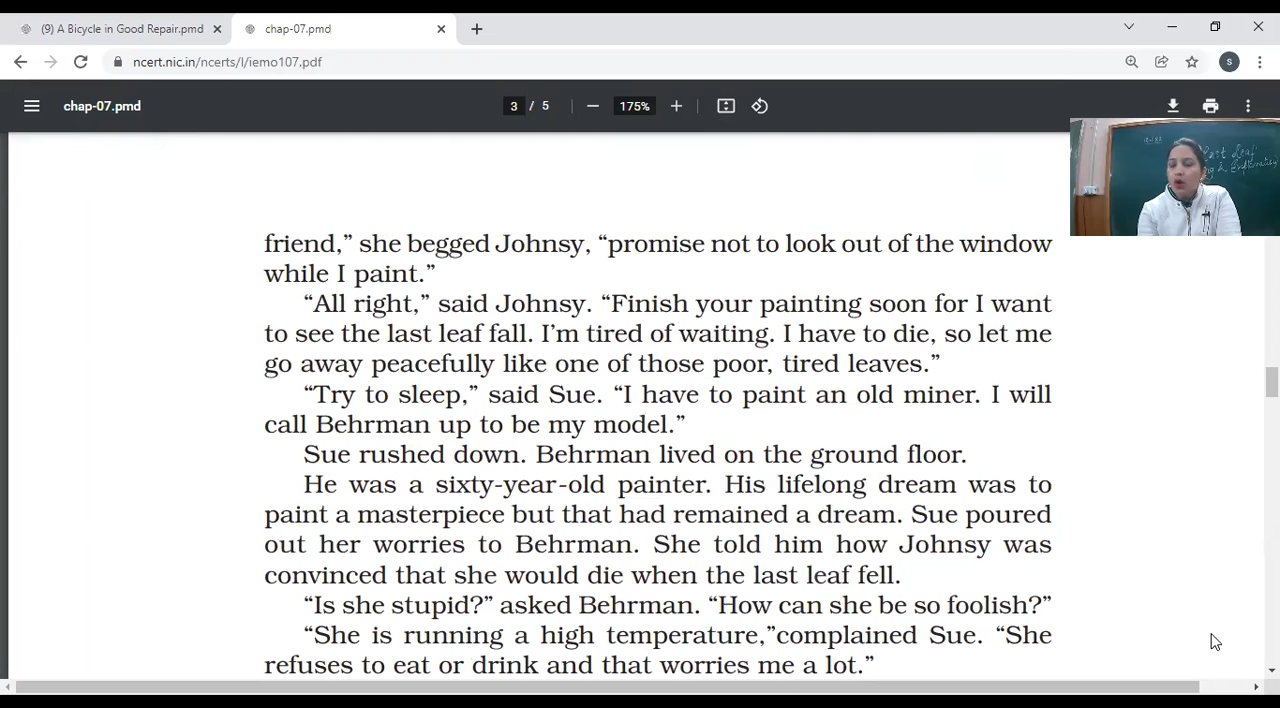 (9) A Bicycle in Good Repair.pmd
chap-07.pmd
ncert.nic.in/ncerts/l/iemo107.pdf
S
chap-07.pmd
3 / 5
175%
Last Leaf
friend,” she begged Johnsy, “promise not to look out of the window
while I paint.”
“All right,” said Johnsy. “Finish your painting soon for I want
to see the last leaf fall. I’m tired of waiting. I have to die, so let me
go away peacefully like one of those poor, tired leaves.”
“Try to sleep,” said Sue. “I have to paint an old miner. I will
call Behrman up to be my model.”
Sue rushed down. Behrman lived on the ground floor.
He was a sixty-year-old painter. His lifelong dream was to
paint a masterpiece but that had remained a dream. Sue poured
out her worries to Behrman. She told him how Johnsy was
convinced that she would die when the last leaf fell.
“Is she stupid?” asked Behrman. “How can she be so foolish?”
“She is running a high temperature,”complained Sue. “She
refuses to eat or drink and that worries me a lot.”